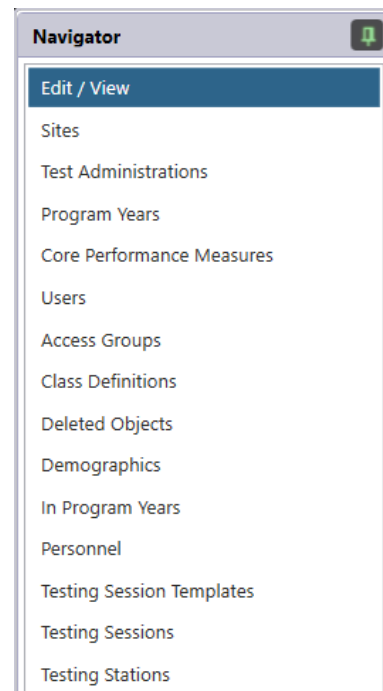 Navigator
Edit / View
Sites
Test Administrations
Program Years
Core Performance Measures
Users
Access Groups
Class Definitions
Deleted Objects
Demographics
In Program Years
Personnel
Testing Session Templates
Testing Sessions
Testing Stations